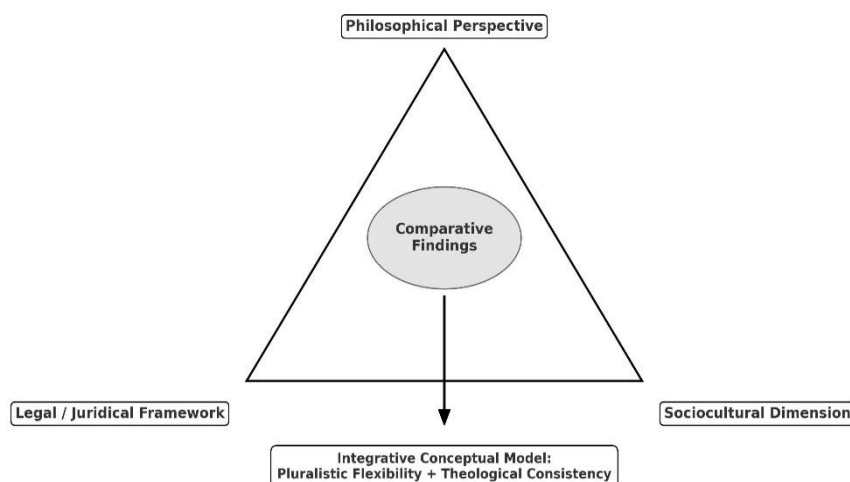 Philosophical Perspective
Comparative
Findings
Legal / Juridical Framework
Sociocultural Dimension
Integrative Conceptual Model:
Pluralistic Flexibility + Theological Consistency